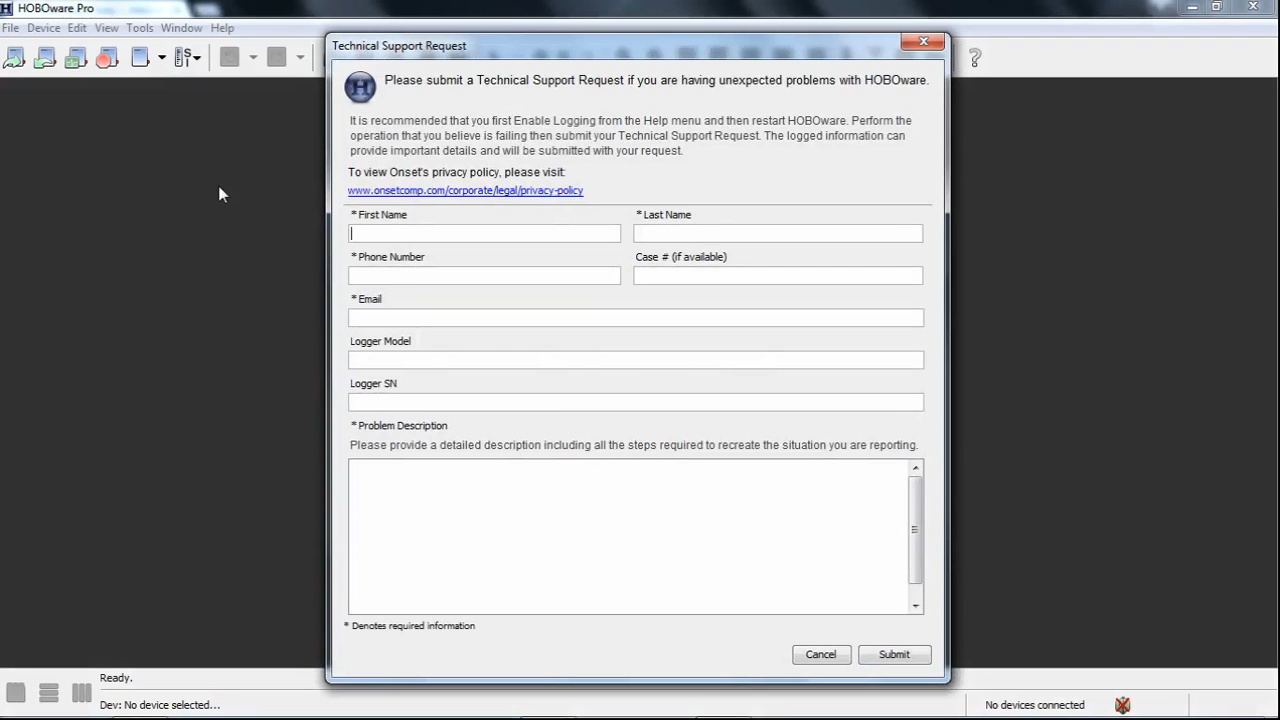 HOBOware Pro
File Device Edit View Tools Window Help
Technical Support Request
Please submit a Technical Support Request if you are having unexpected problems with HOBOware.
It is recommended that you first Enable Logging from the Help menu and then restart HOBOware. Perform the
operation that you believe is failing then submit your Technical Support Request. The logged information can
provide important details and will be submitted with your request.
To view Onset's privacy policy, please visit:
www.onsetcomp.com/corporate/legal/privacy-policy
* First Name
* Last Name
* Phone Number
Case # (if available)
* Email
Logger Model
Logger SN
* Problem Description
Please provide a detailed description including all the steps required to recreate the situation you are reporting.
* Denotes required information
Cancel
Submit
Ready.
Dev: No device selected...
No devices connected